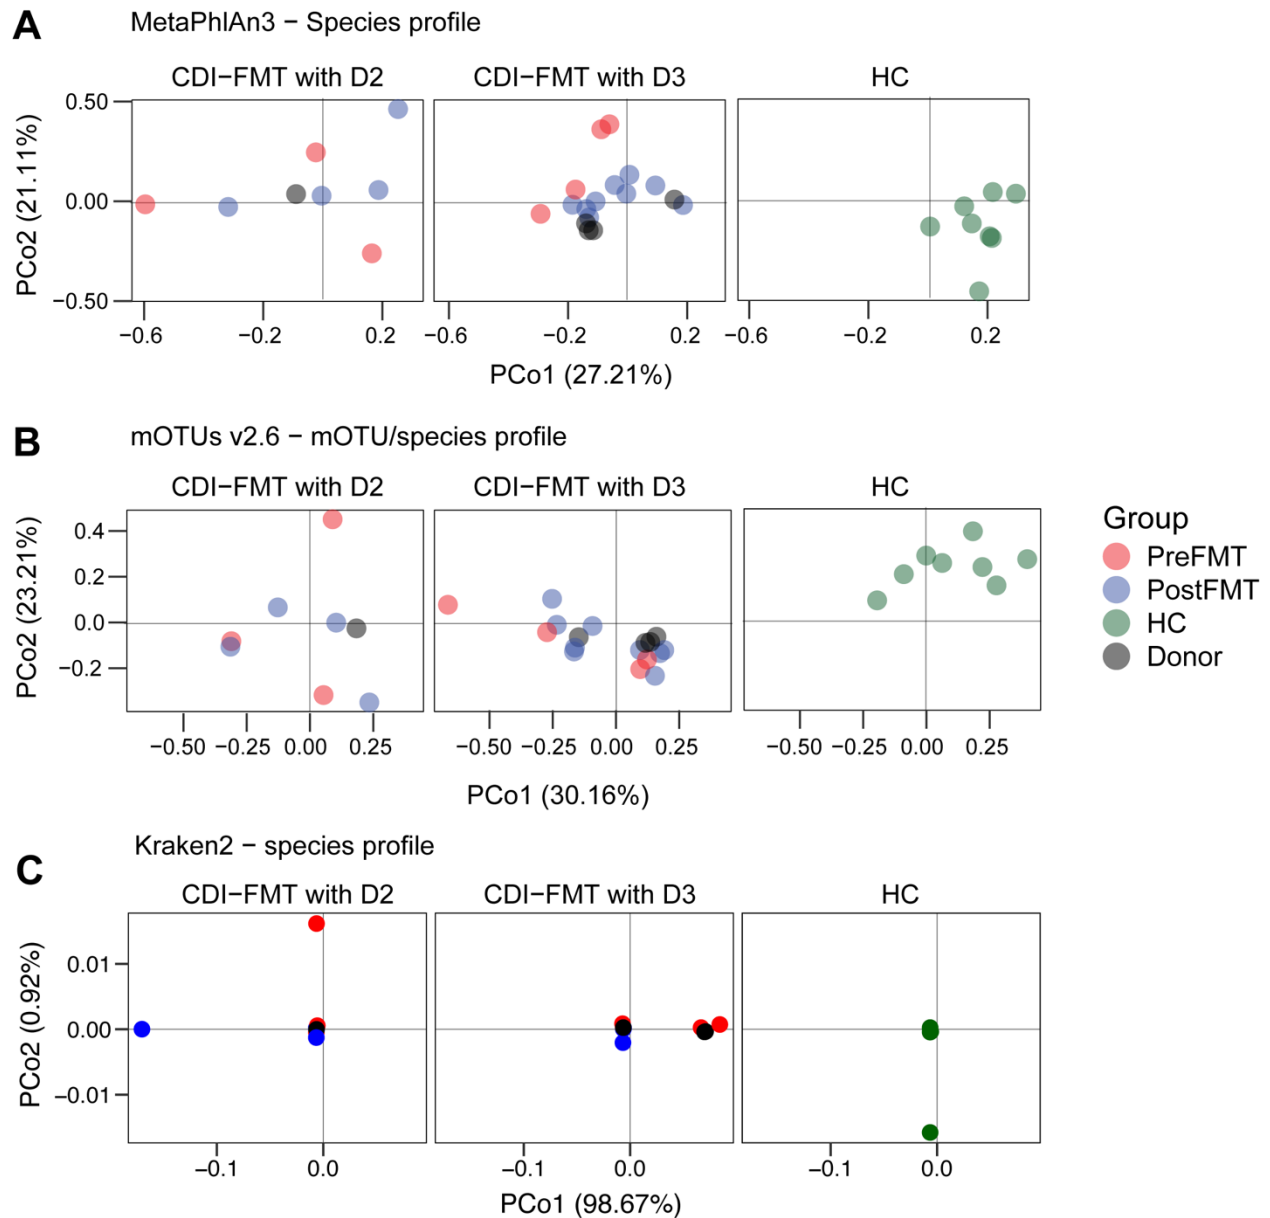 A
MetaPhlAn3 − Species profile
CDI−FMT with D2
CDI−FMT with D3
HC
PCo2 (21.11%)
0.50
0.00
−0.50
−0.6
−0.2
0.2
−0.6
−0.2
0.2
−0.6
−0.2
0.2
PCo1 (27.21%)
B
mOTUs v2.6 − mOTU/species profile
CDI−FMT with D2
CDI−FMT with D3
HC
PCo2 (23.21%)
0.4
0.2
0.0
−0.2
−0.50
−0.25
0.00
0.25
−0.50
−0.25
0.00
0.25
−0.50
−0.25
0.00
0.25
PCo1 (30.16%)
Group
PreFMT
PostFMT
HC
Donor
C
Kraken2 − species profile
CDI−FMT with D2
CDI−FMT with D3
HC
PCo2 (0.92%)
0.01
0.00
−0.01
−0.1
0.0
−0.1
0.0
−0.1
0.0
PCo1 (98.67%)